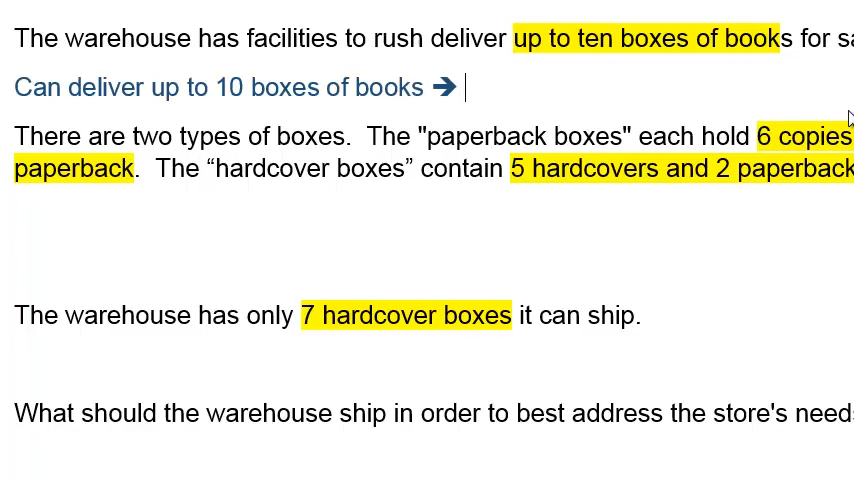 The warehouse has facilities to rush deliver up to ten boxes of books for
Can deliver up to 10 boxes of books ➔
There are two types of boxes. The "paperback boxes" each hold 6 copies
paperback. The “hardcover boxes” contain 5 hardcovers and 2 paperback
The warehouse has only 7 hardcover boxes it can ship.
What should the warehouse ship in order to best address the store's need